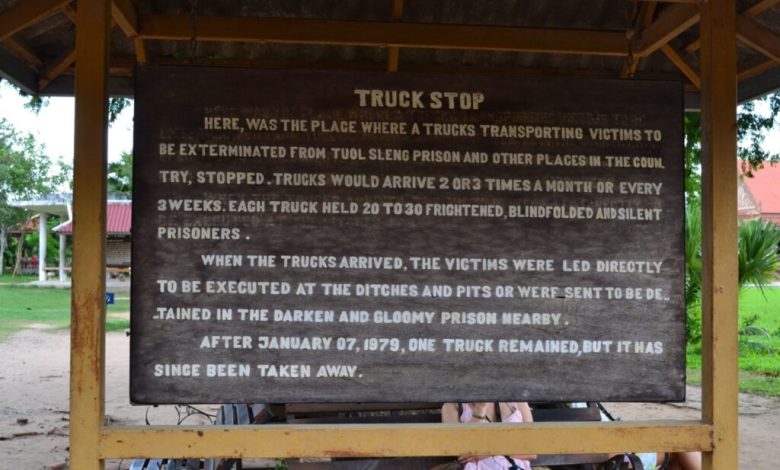 TRUCK STOP
HERE, WAS THE PLACE WHERE A TRUCKS TRANSPORTING VICTIMS TO
BE EXTERMINATED FROM TUOL SLENG PRISON AND OTHER PLACES IN THE COUN.
TRY, STOPPED. TRUCKS WOULD ARRIVE 2 OR 3 TIMES A MONTH OR EVERY
3 WEEKS. EACH TRUCK HELD 20 TO 30 FRIGHTENED, BLINDFOLDED AND SILENT
PRISONERS.
WHEN THE TRUCKS ARRIVED, THE VICTIMS WERE LED DIRECTLY
TO BE EXECUTED AT THE DITCHES AND PITS OR WERE SENT TO BE DE..
..TAINED IN THE DARKEN AND GLOOMY PRISON NEARBY.
AFTER JANUARY 07, 1979, ONE TRUCK REMAINED, BUT IT HAS
SINGE BEEN TAKEN AWAY.